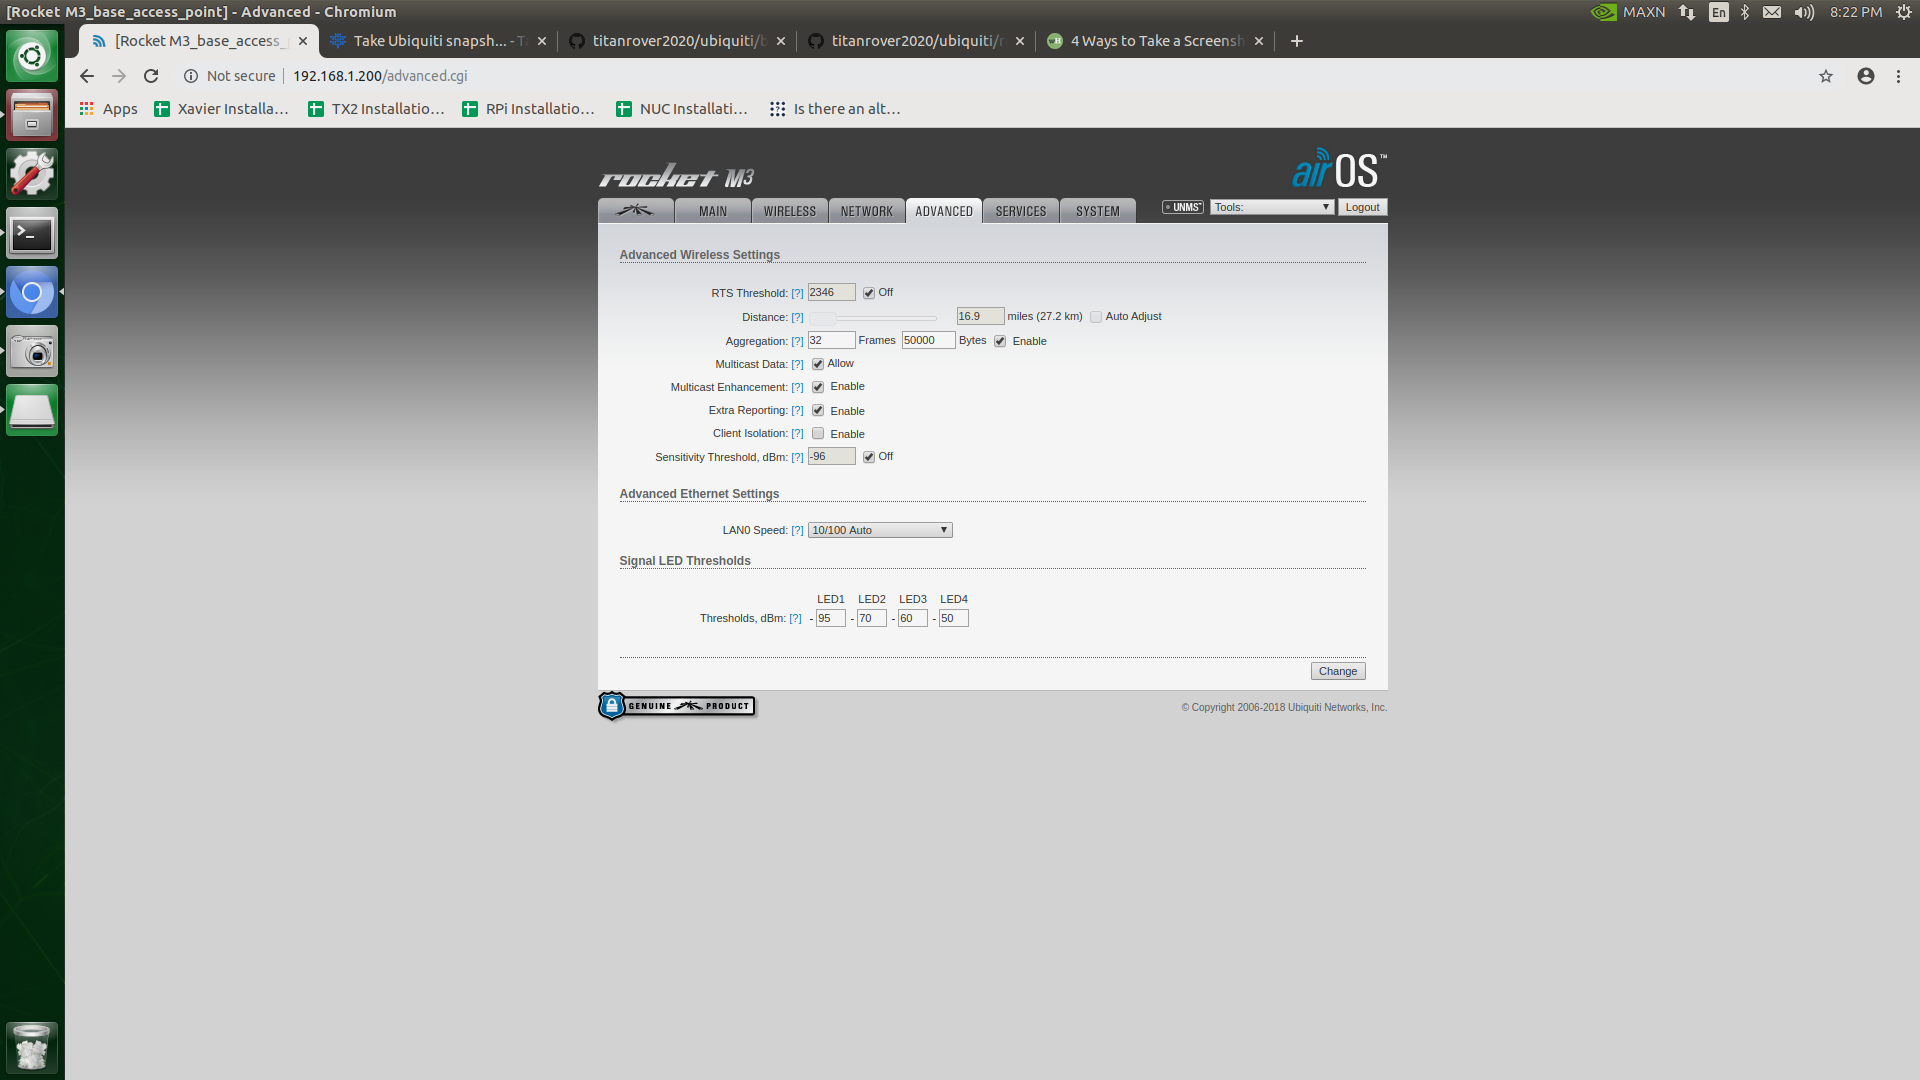 [Rocket M3_base_access_point] - Advanced - Chromium
MAXN
En
8:22 PM
[Rocket M3_base_access_
Take Ubiquiti snapsh... - T
titanrover2020/ubiquiti/b
titanrover2020/ubiquiti/r
4 Ways to Take a Screensh
Not secure
192.168.1.200/advanced.cgi
Apps
Xavier Installa…
TX2 Installatio…
RPi Installatio…
NUC Installati…
Is there an alt…
rocket M3
airOS™
MAIN
WIRELESS
NETWORK
ADVANCED
SERVICES
SYSTEM
UNMS™
Tools:
Logout
Advanced Wireless Settings
RTS Threshold: [?] 2346 Off
Distance: [?] 16.9 miles (27.2 km) Auto Adjust
Aggregation: [?] 32 Frames 50000 Bytes Enable
Multicast Data: [?] Allow
Multicast Enhancement: [?] Enable
Extra Reporting: [?] Enable
Client Isolation: [?] Enable
Sensitivity Threshold, dBm: [?] -96 Off
Advanced Ethernet Settings
LAN0 Speed: [?] 10/100 Auto
Signal LED Thresholds
LED1 LED2 LED3 LED4
Thresholds, dBm: [?] - 95 - 70 - 60 - 50
Change
GENUINE PRODUCT
© Copyright 2006-2018 Ubiquiti Networks, Inc.